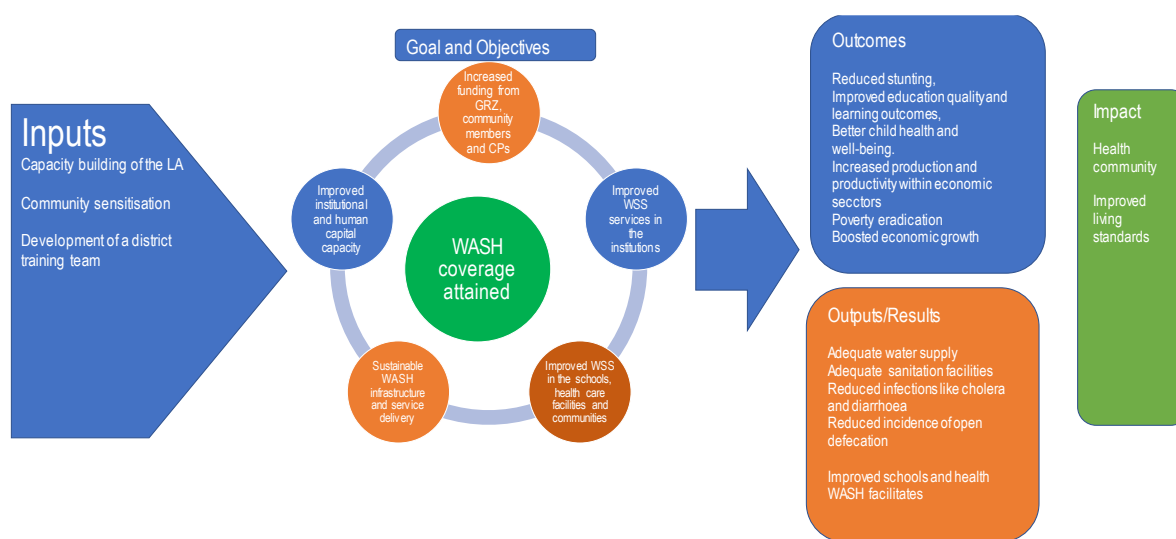 Inputs
Capacity building of the LA
Community sensitisation
Development of a district
training team
Goal and Objectives
Increased
funding from
GRZ,
community
members
and CPs
Improved
institutional
and human
capital
capacity
Improved
WSS
services in
the
institutions
WASH
coverage
attained
Sustainable
WASH
infrastructure
and service
delivery
Improved WSS
in the schools,
health care
facilities and
communities
Outcomes
Reduced stunting,
Improved education quality and
learning outcomes,
Better child health and
well-being.
Increased production and
productivity within economic
secctors
Poverty eradication
Boosted economic growth
Outputs/Results
Adequate water supply
Adequate sanitation facilities
Reduced infections like cholera
and diarrhoea
Reduced incidence of open
defecation
Improved schools and health
WASH facilitates
Impact
Health
community
Improved
living
standards